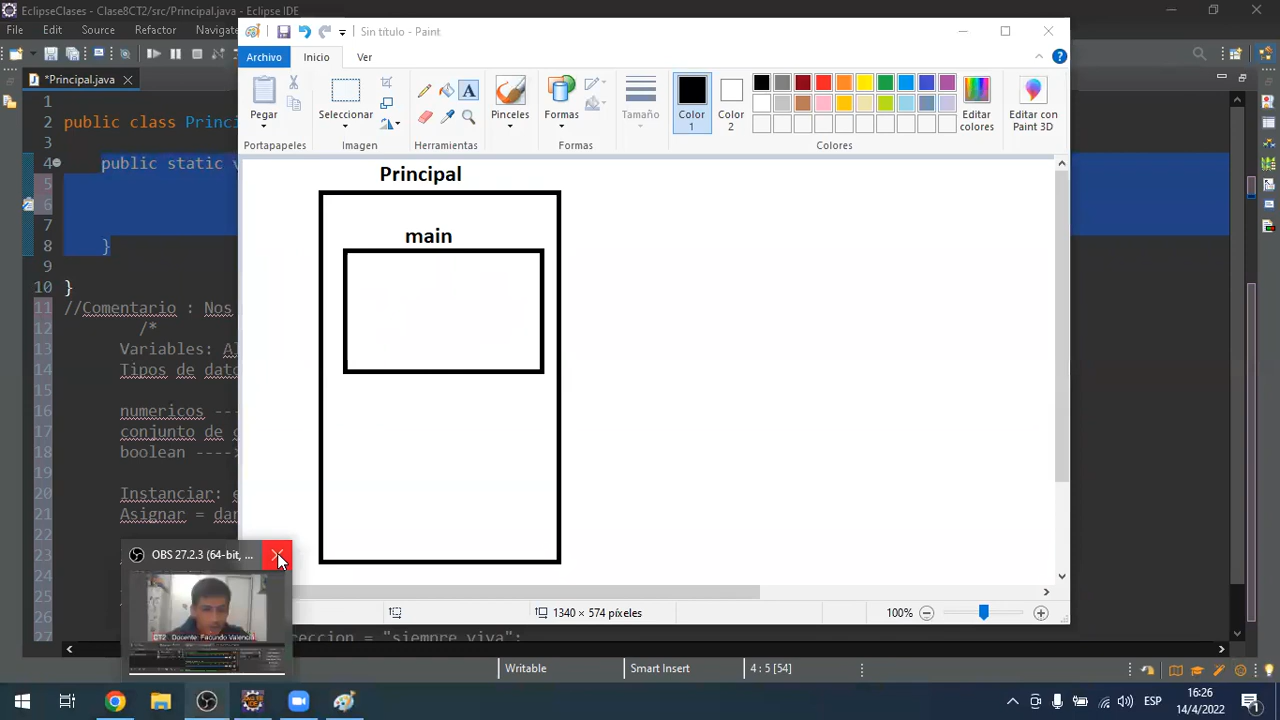 EclipseClases - Clase8CT2/src/Principal.java - Eclipse IDE
Sin título - Paint
File Edit Source Refactor
Archivo Inicio Ver
*Principal.java
Pegar Seleccionar Pinceles Formas Tamaño Color 1 Color 2 Editar colores Editar con Paint 3D
Portapapeles Imagen Herramientas Formas Colores
1
2 public class
3
4 public static
5
6
7
8 }
9
10 }
11 //Comentario : Nos
12 /*
13 Variables:
14 Tipos de dato
15
16 numericos ---
17 conjunto de
18 boolean ---->
19
20 Instanciar:
21 Asignar =
22
23
27
Principal
main
OBS 27.2.3 (64-bit, ...
CT2 Docente: Facundo Valencia
1340 × 574 píxeles
100%
reccion = "siempre viva";
Writable Smart Insert 4 : 5 [54]
ESP
16:26
14/4/2022
1